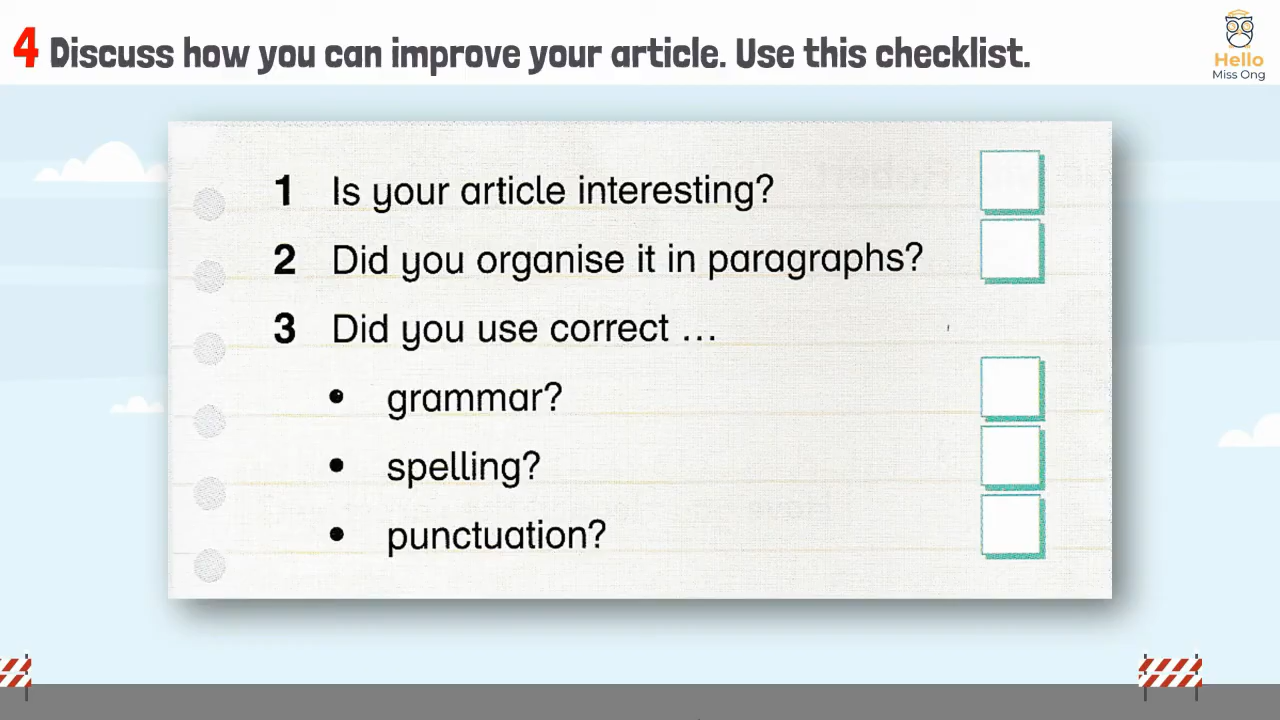 4 Discuss how you can improve your article. Use this checklist.
Hello
Miss Ong
1 Is your article interesting?
2 Did you organise it in paragraphs?
3 Did you use correct ...
• grammar?
• spelling?
• punctuation?